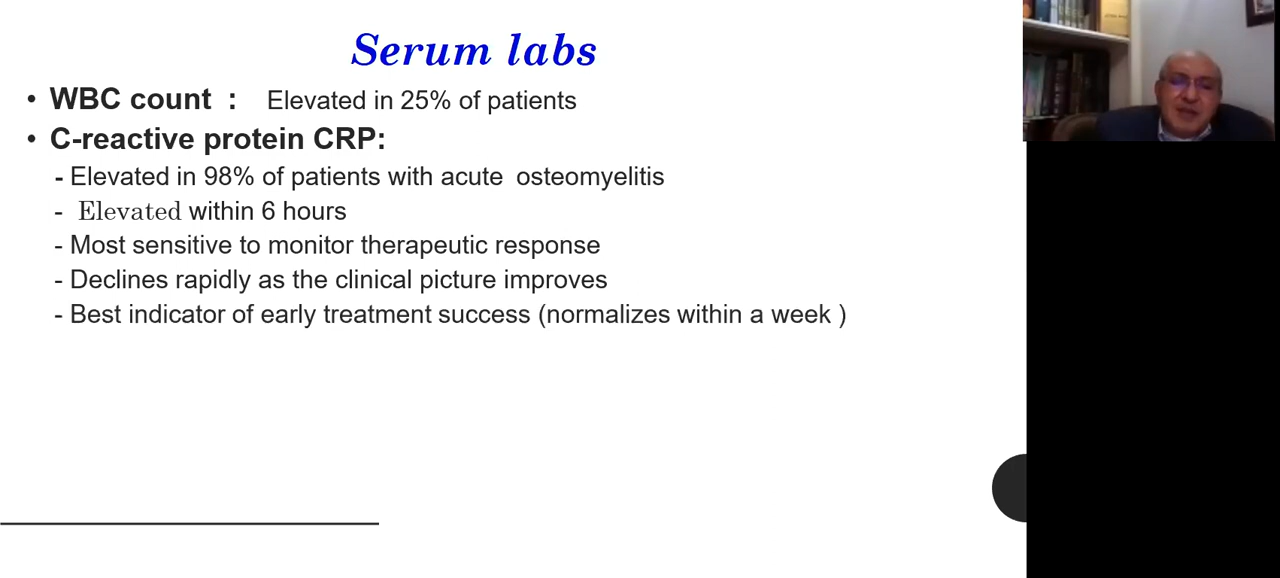 Serum labs
• WBC count : Elevated in 25% of patients
• C-reactive protein CRP:
- Elevated in 98% of patients with acute osteomyelitis
- Elevated within 6 hours
- Most sensitive to monitor therapeutic response
- Declines rapidly as the clinical picture improves
- Best indicator of early treatment success (normalizes within a week )